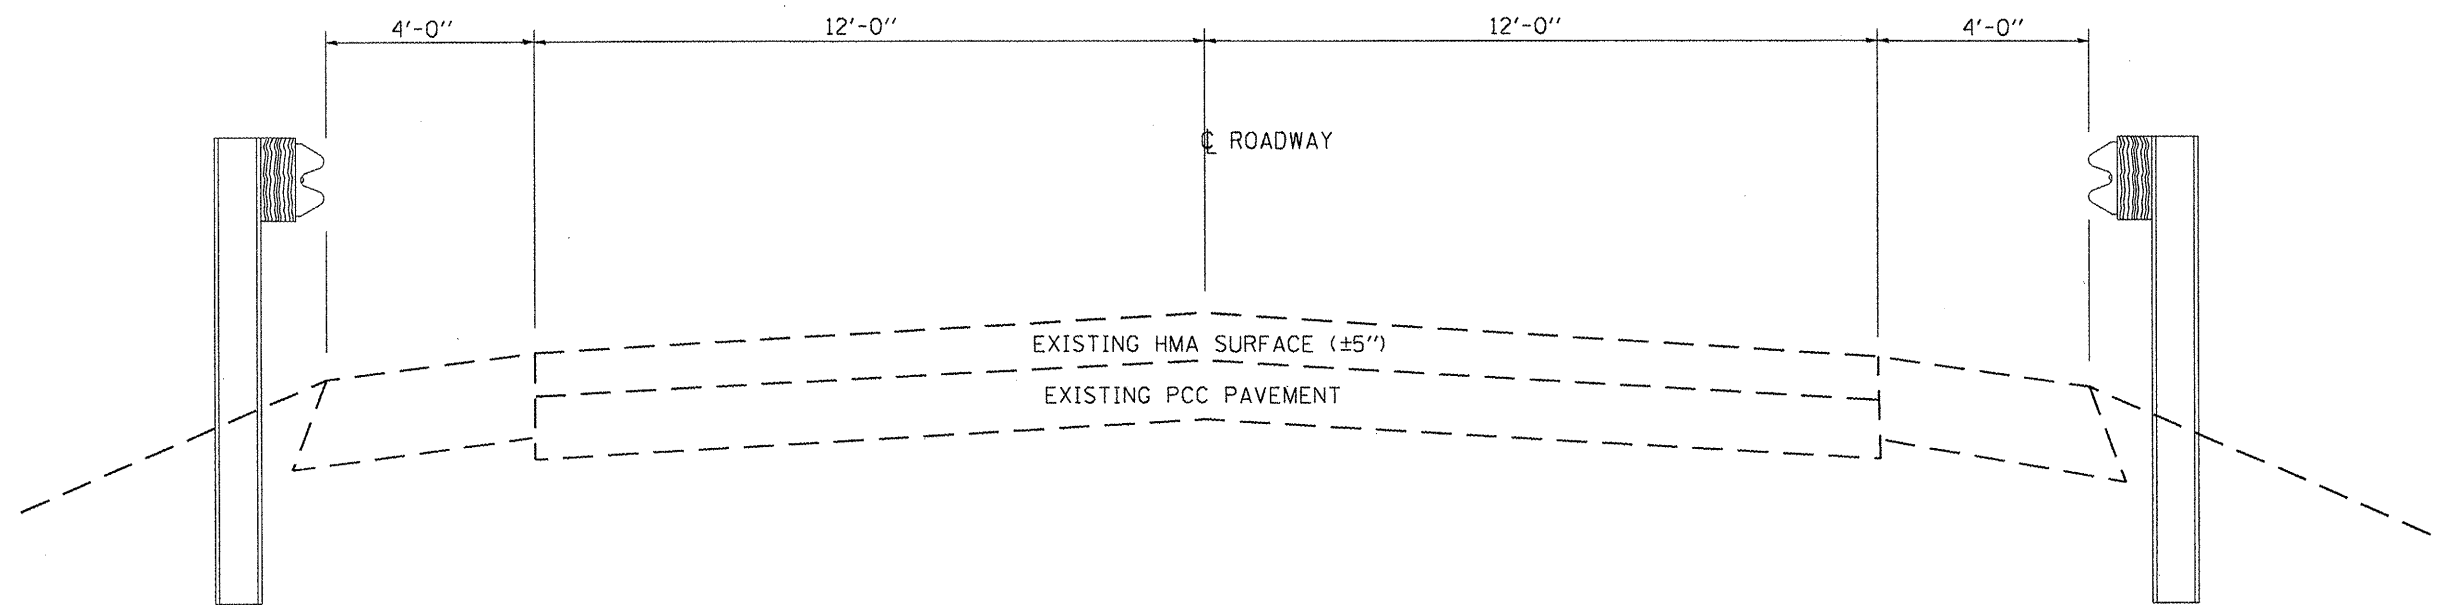 4'-0" 12'-0" 12'-0" 4'-0"
℄ ROADWAY
EXISTING HMA SURFACE (±5")
EXISTING PCC PAVEMENT